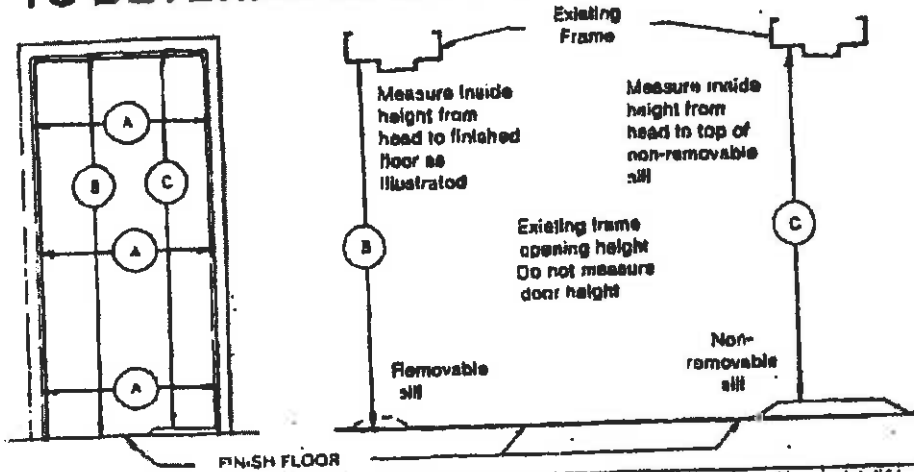 Existing
Frame
Measure inside
height from
head to finished
floor as
illustrated
Measure inside
height from
head to top of
non-removable
sill
A
B
C
A
B
C
Existing frame
opening height
Do not measure
door height
A
Removable
sill
Non-
removable
sill
FINISH FLOOR